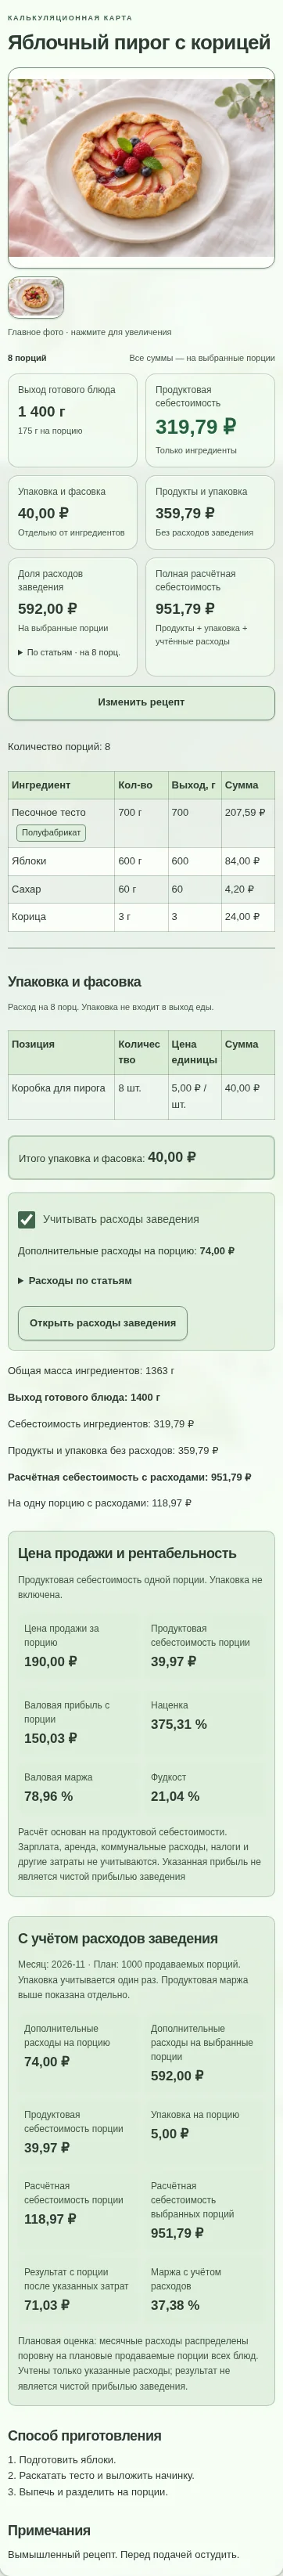 КАЛЬКУЛЯЦИОННАЯ КАРТА
Яблочный пирог с корицей
Главное фото · нажмите для увеличения
8 порций
Все суммы — на выбранные порции
Выход готового блюда
1 400 г
175 г на порцию
Продуктовая
себестоимость
319,79 ₽
Только ингредиенты
Упаковка и фасовка
40,00 ₽
Отдельно от ингредиентов
Продукты и упаковка
359,79 ₽
Без расходов заведения
Доля расходов
заведения
592,00 ₽
На выбранные порции
▶ По статьям · на 8 порц.
Полная расчётная
себестоимость
951,79 ₽
Продукты + упаковка +
учтённые расходы
Изменить рецепт
Количество порций: 8
Ингредиент Кол-во Выход, г Сумма
Песочное тесто 700 г 700 207,59 ₽
Полуфабрикат
Яблоки 600 г 600 84,00 ₽
Сахар 60 г 60 4,20 ₽
Корица 3 г 3 24,00 ₽
Упаковка и фасовка
Расход на 8 порц. Упаковка не входит в выход еды.
Позиция Количес Цена Сумма
тво единицы
Коробка для пирога 8 шт. 5,00 ₽ / 40,00 ₽
шт.
Итого упаковка и фасовка: 40,00 ₽
Учитывать расходы заведения
Дополнительные расходы на порцию: 74,00 ₽
▶ Расходы по статьям
Открыть расходы заведения
Общая масса ингредиентов: 1363 г
Выход готового блюда: 1400 г
Себестоимость ингредиентов: 319,79 ₽
Продукты и упаковка без расходов: 359,79 ₽
Расчётная себестоимость с расходами: 951,79 ₽
На одну порцию с расходами: 118,97 ₽
Цена продажи и рентабельность
Продуктовая себестоимость одной порции. Упаковка не
включена.
Цена продажи за
порцию
190,00 ₽
Продуктовая
себестоимость порции
39,97 ₽
Валовая прибыль с
порции
150,03 ₽
Наценка
375,31 %
Валовая маржа
78,96 %
Фудкост
21,04 %
Расчёт основан на продуктовой себестоимости.
Зарплата, аренда, коммунальные расходы, налоги и
другие затраты не учитываются. Указанная прибыль не
является чистой прибылью заведения
С учётом расходов заведения
Месяц: 2026-11 · План: 1000 продаваемых порций.
Упаковка учитывается один раз. Продуктовая маржа
выше показана отдельно.
Дополнительные
расходы на порцию
74,00 ₽
Дополнительные
расходы на выбранные
порции
592,00 ₽
Продуктовая
себестоимость порции
39,97 ₽
Упаковка на порцию
5,00 ₽
Расчётная
себестоимость порции
118,97 ₽
Расчётная
себестоимость
выбранных порций
951,79 ₽
Результат с порции
после указанных затрат
71,03 ₽
Маржа с учётом
расходов
37,38 %
Плановая оценка: месячные расходы распределены
поровну на плановые продаваемые порции всех блюд.
Учтены только указанные расходы; результат не
является чистой прибылью заведения.
Способ приготовления
1. Подготовить яблоки.
2. Раскатать тесто и выложить начинку.
3. Выпечь и разделить на порции.
Примечания
Вымышленный рецепт. Перед подачей остудить.